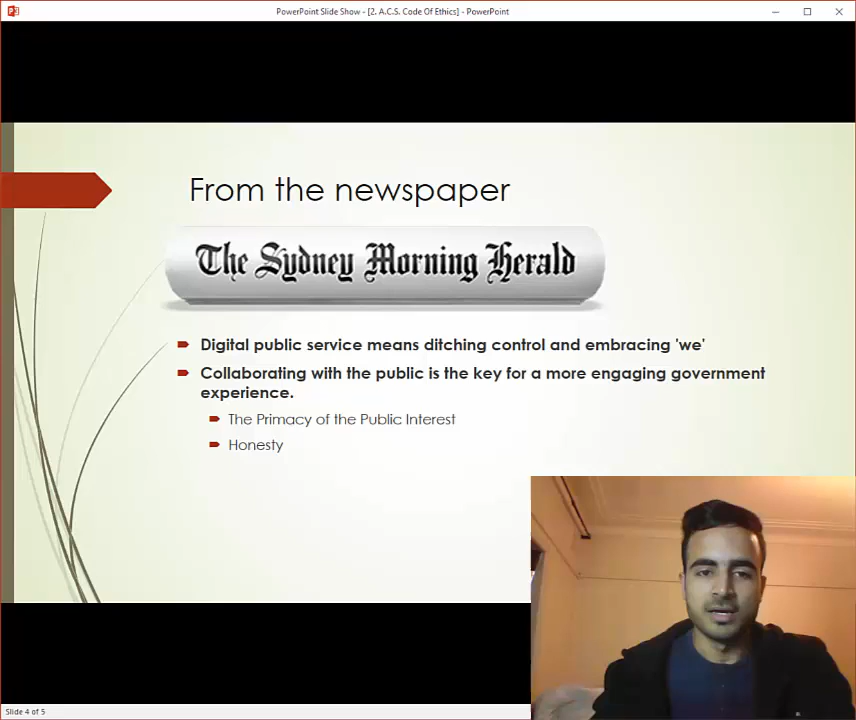 PowerPoint Slide Show - [2. A.C.S. Code Of Ethics] - PowerPoint
From the newspaper
The Sydney Morning Herald
Digital public service means ditching control and embracing 'we'
Collaborating with the public is the key for a more engaging government
experience.
The Primacy of the Public Interest
Honesty
Slide 4 of 5